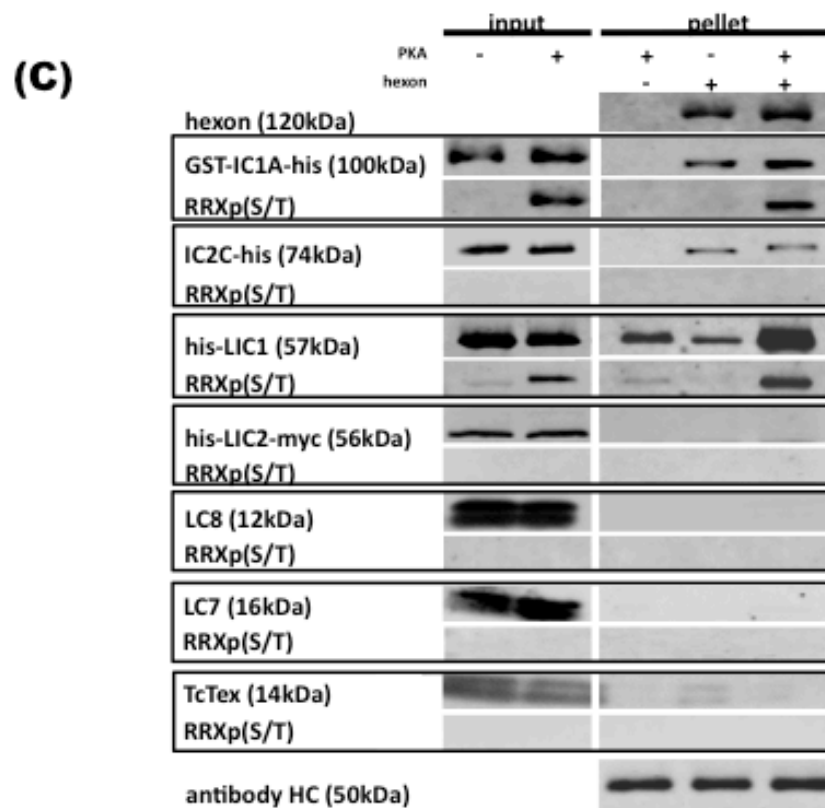 input pellet
PKA - + + - +
hexon - + +
(C)
hexon (120kDa)
GST-IC1A-his (100kDa)
RRXp(S/T)
IC2C-his (74kDa)
RRXp(S/T)
his-LIC1 (57kDa)
RRXp(S/T)
his-LIC2-myc (56kDa)
RRXp(S/T)
LC8 (12kDa)
RRXp(S/T)
LC7 (16kDa)
RRXp(S/T)
TcTex (14kDa)
RRXp(S/T)
antibody HC (50kDa)